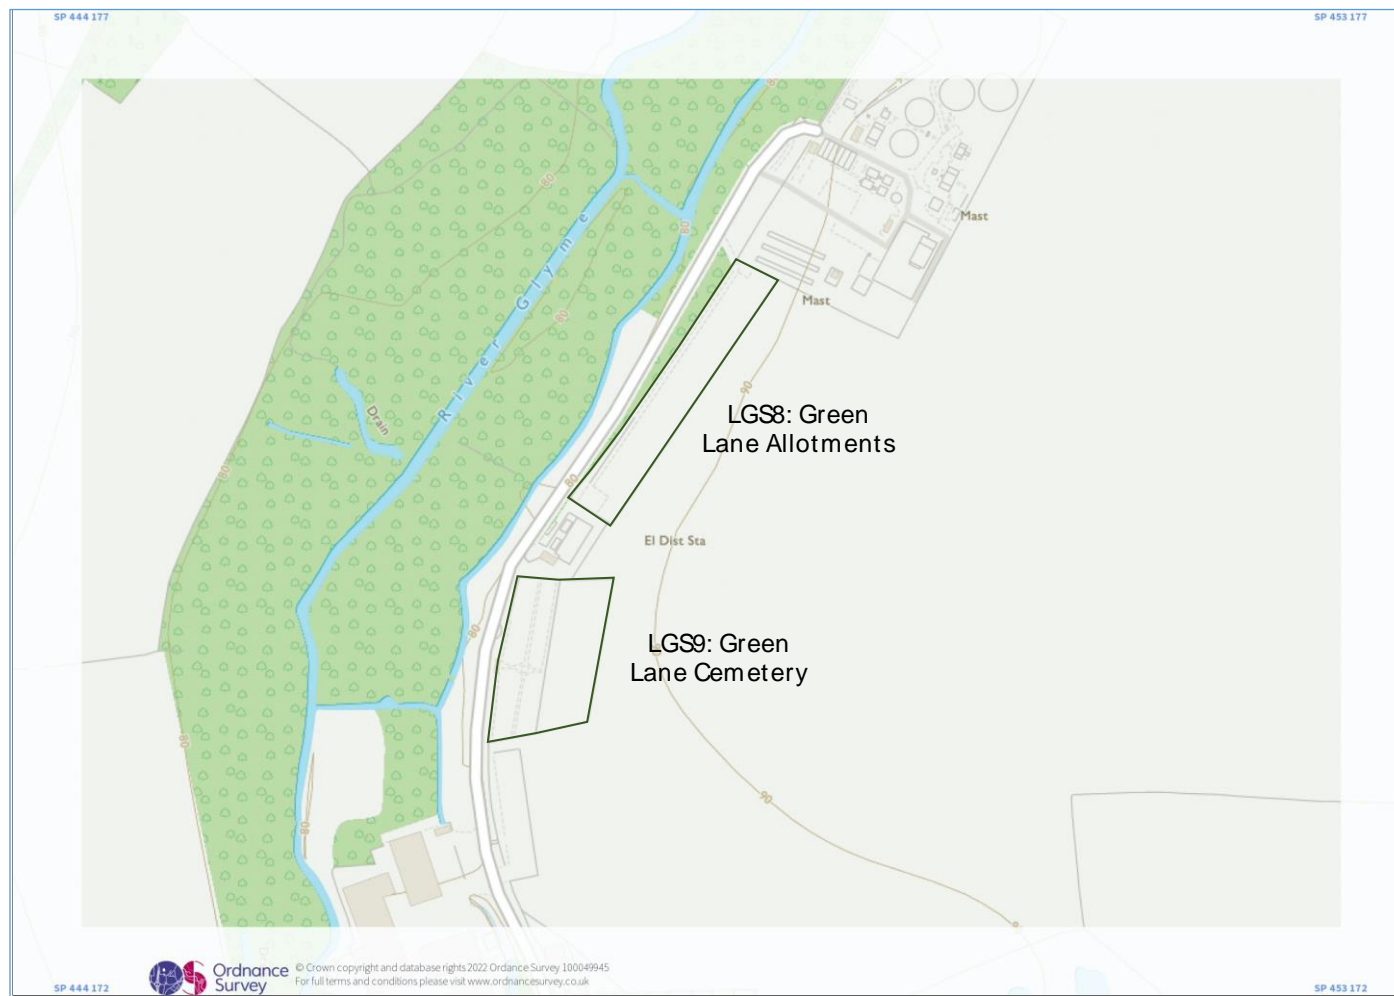 SP 444 177
SP 453 177
80
80
80
River Glyme
80
Mast
Mast
80
90
Drain
LGS8: Green
Lane Allotments
80
80
El Dist Sta
80
LGS9: Green
Lane Cemetery
80
90
80
Ordnance
Survey
© Crown copyright and database rights 2022 Ordance Survey 100049945
For full terms and conditions please visit www.ordnancesurvey.co.uk
SP 444 172
SP 453 172